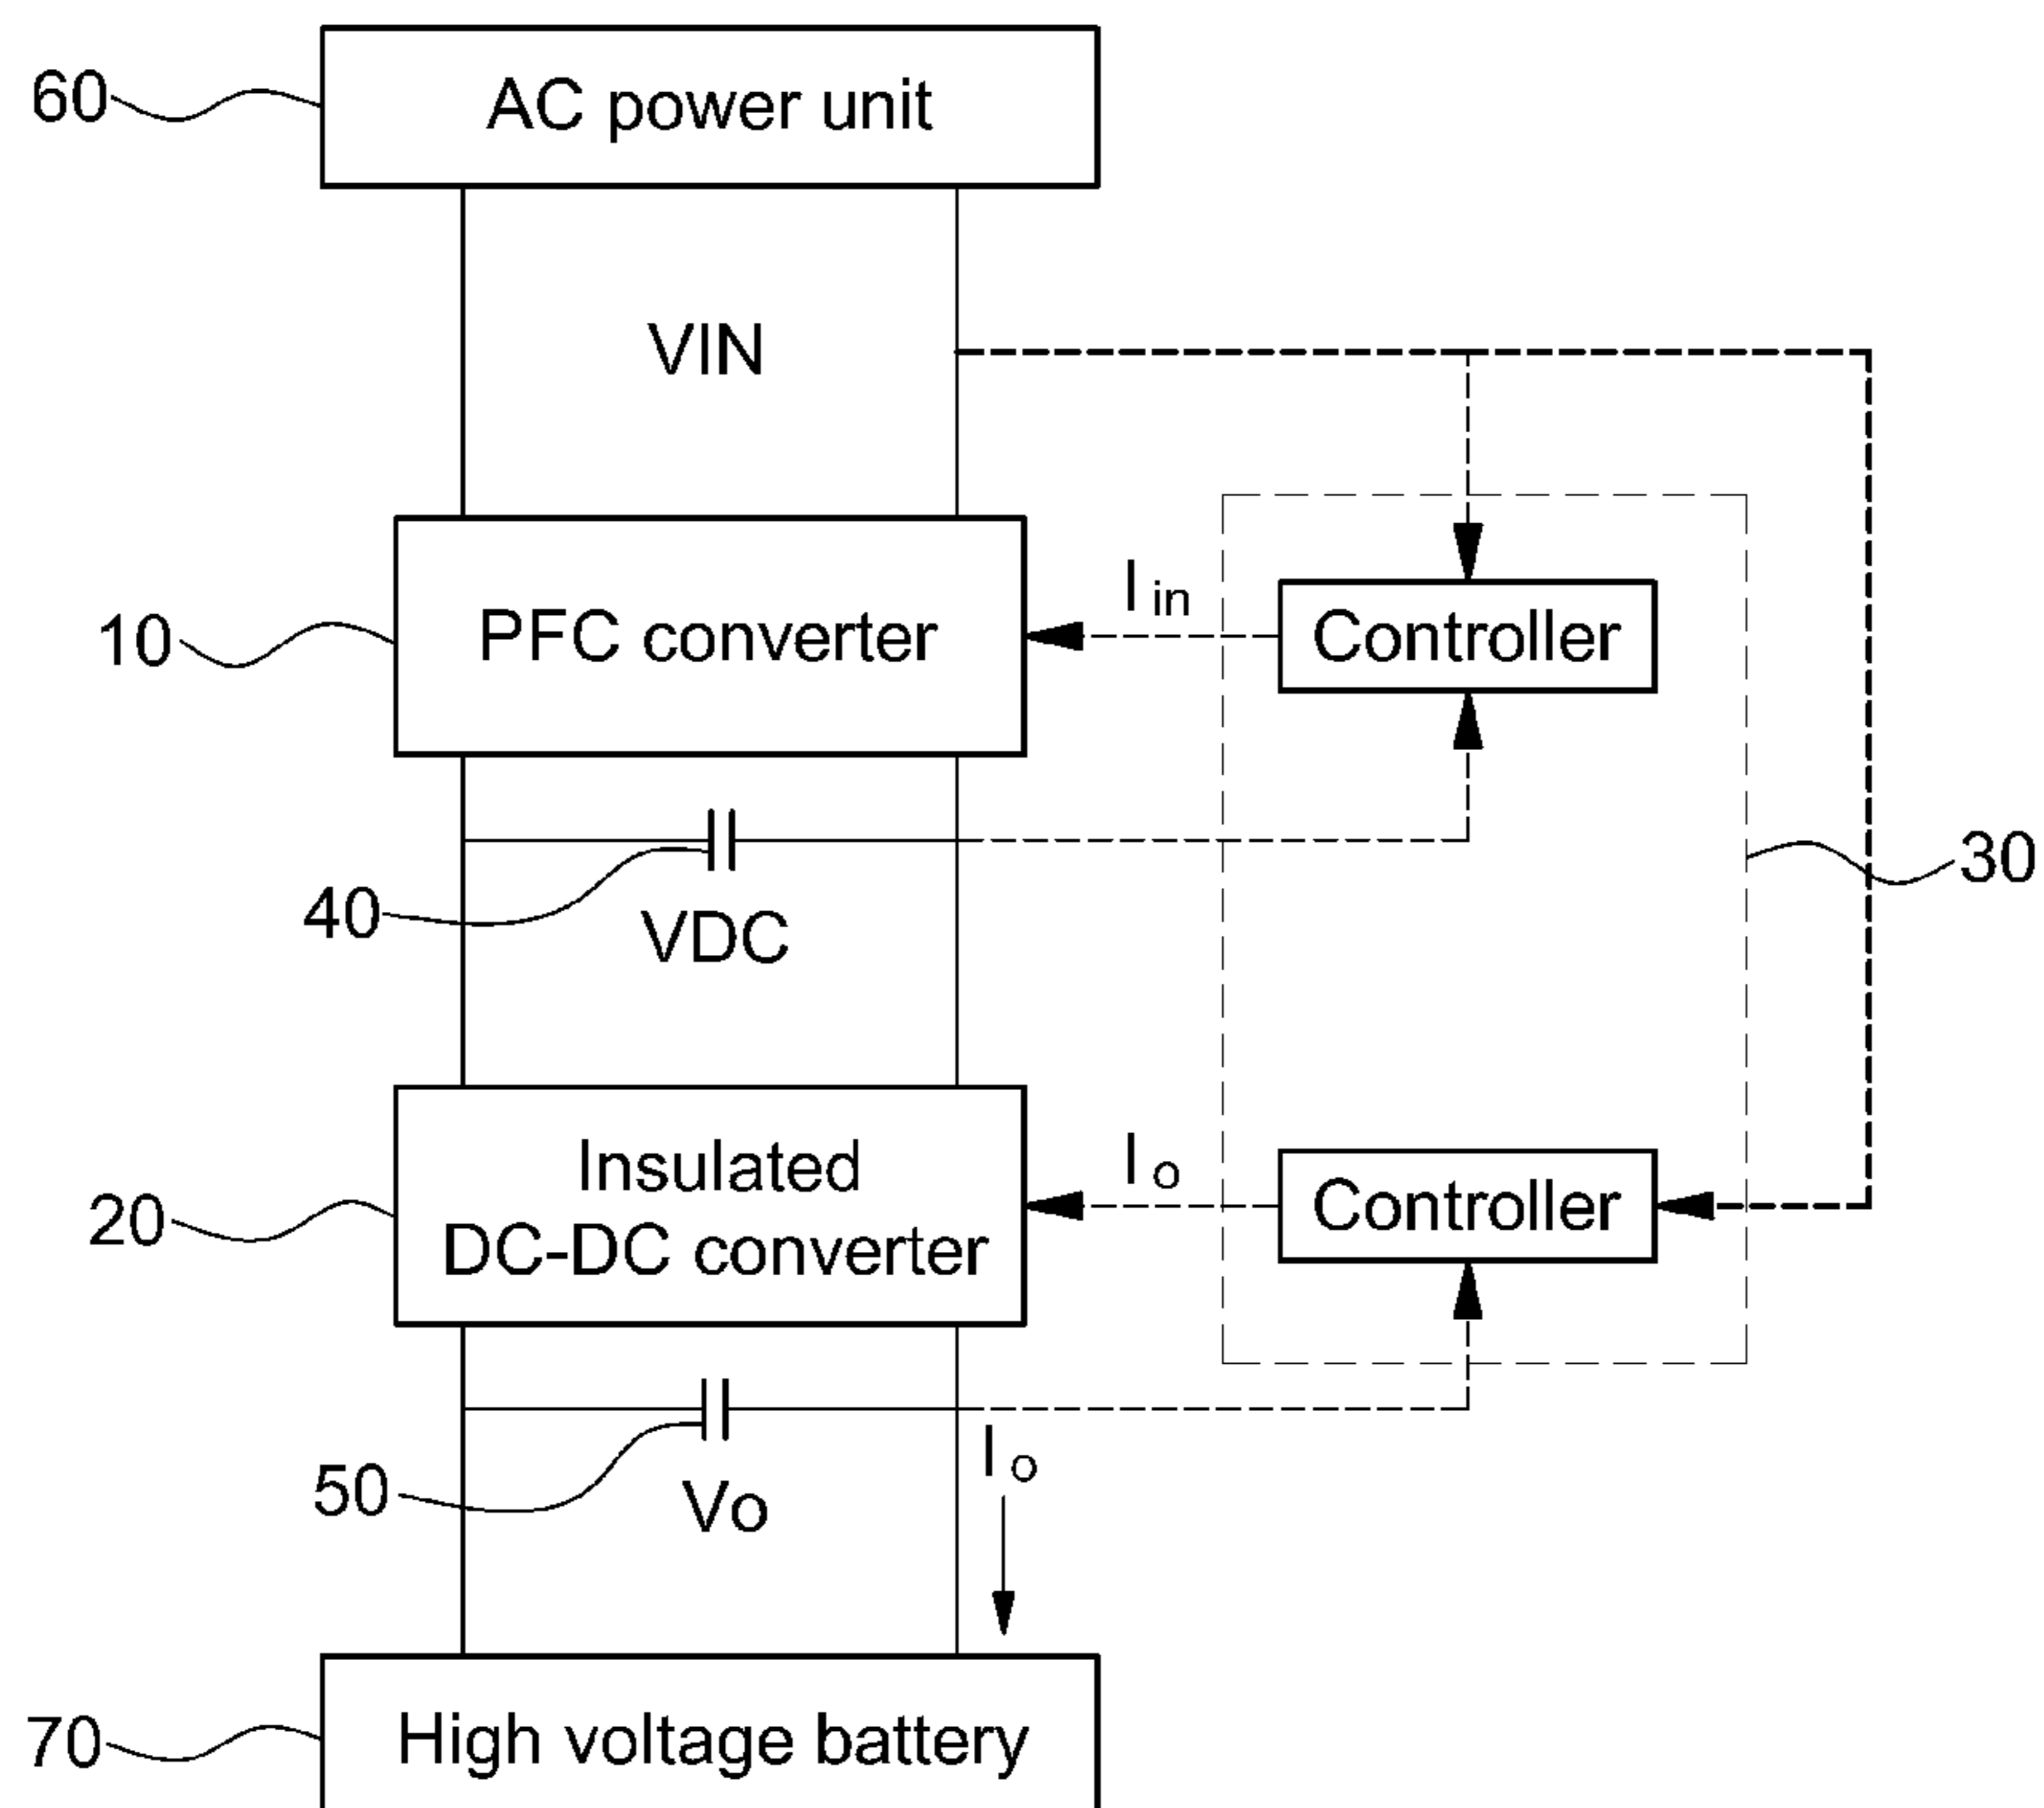 60
AC power unit
VIN
10
PFC converter
I in
Controller
40
VDC
30
20
Insulated
DC-DC converter
I o
Controller
50
Vo
I o
70
High voltage battery